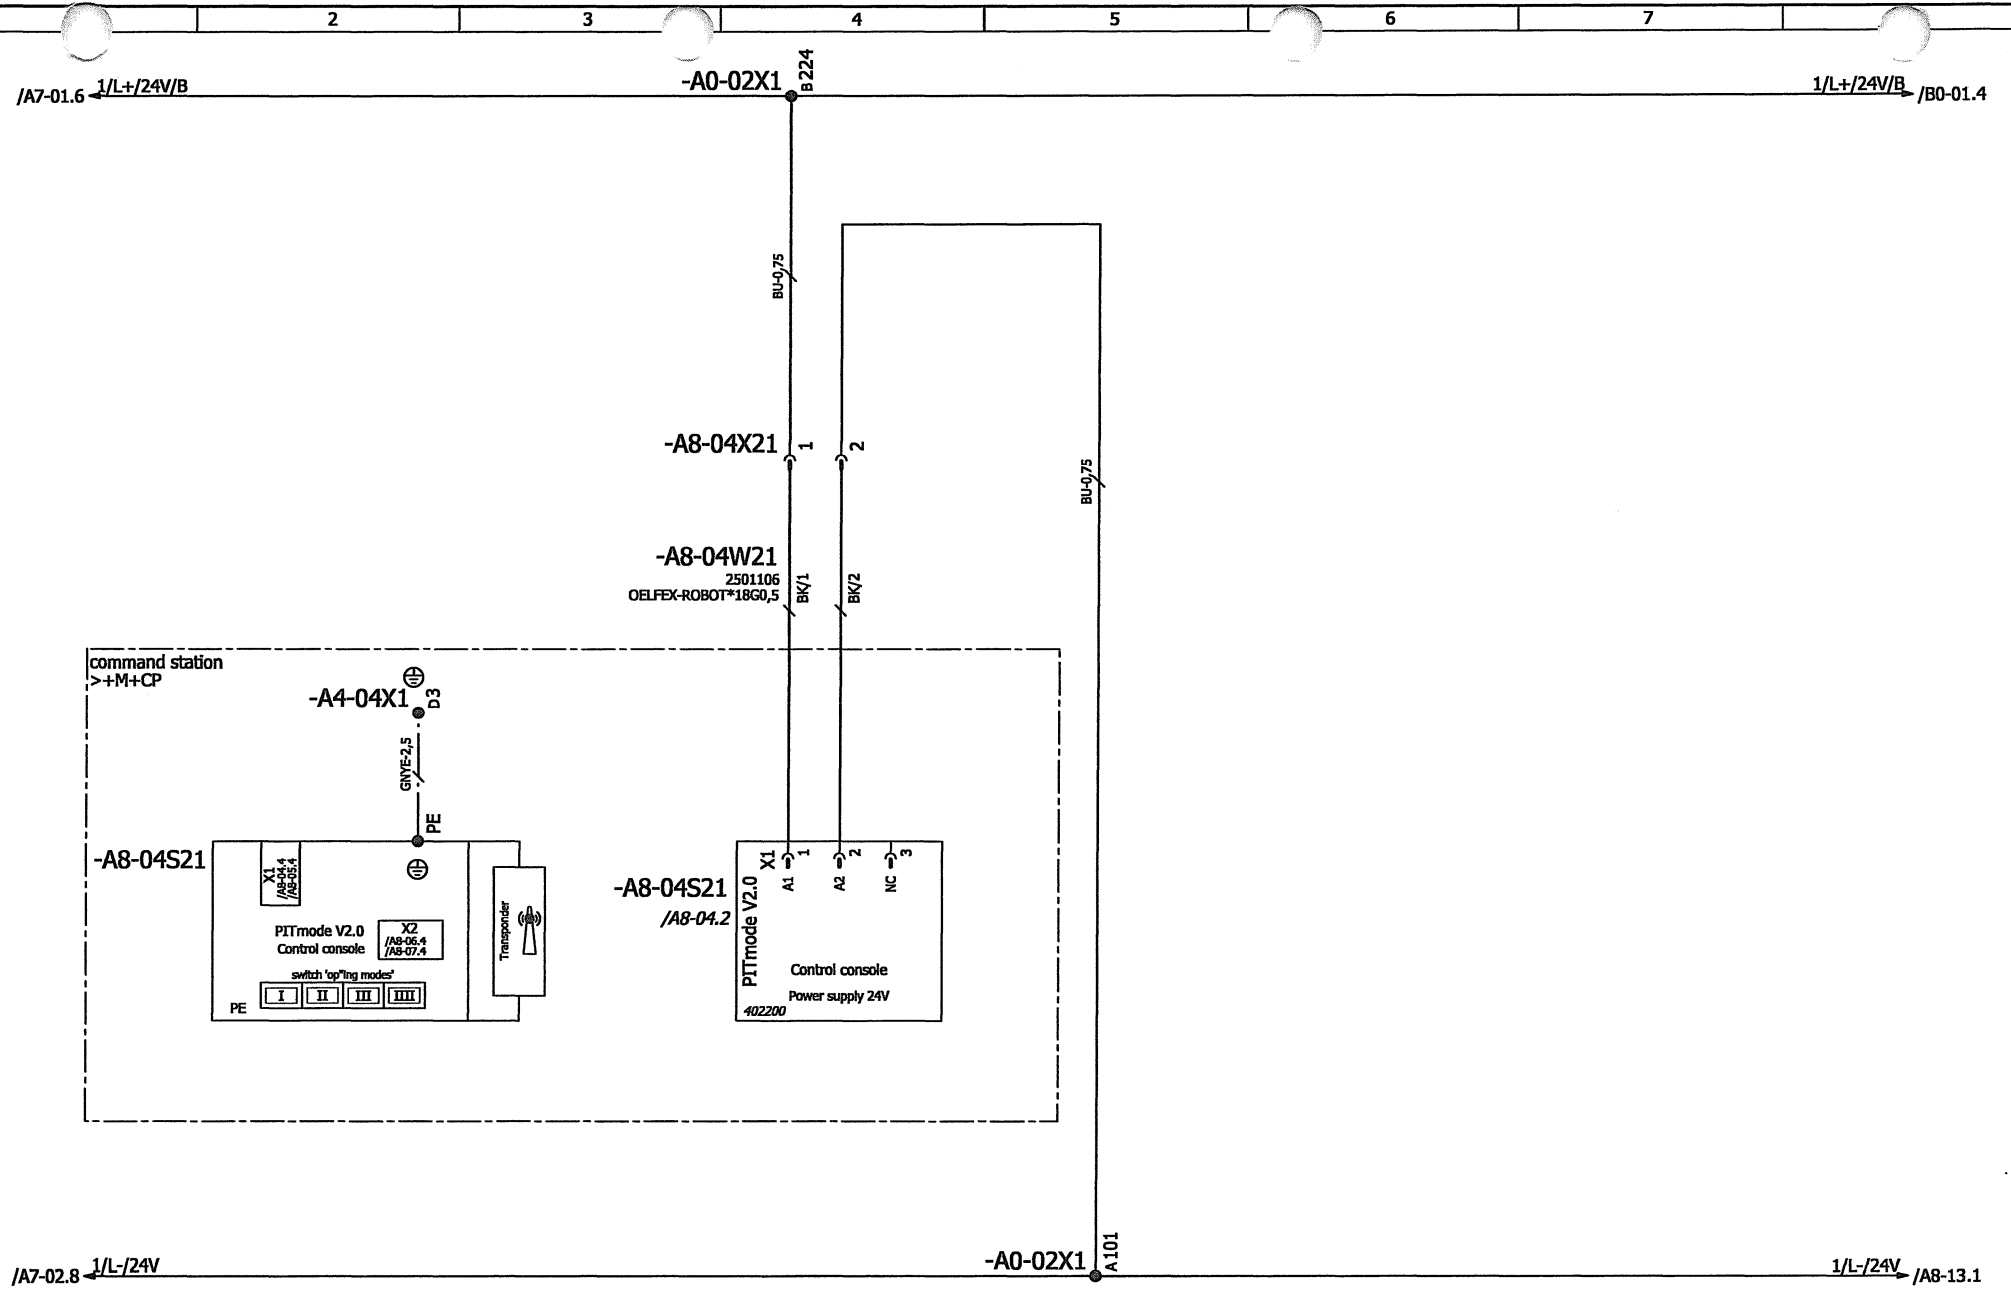 2 3 4 5 6 7
-A0-02X1 B 224
/A7-01.6 1/L+/24V/B
1/L+/24V/B /B0-01.4
BU-0,75
-A8-04X21 1 2
BU-0,75
-A8-04W21
2501106
OELFEX-ROBOT*18G0,5
BK/1 BK/2
command station
>+M+CP
-A4-04X1 D3
GNYE-2,5
PE
-A8-04S21
X1
/A8-04.4
/A8-05.4
PITmode V2.0
Control console
X2
/A8-06.4
/A8-07.4
switch 'op"ing modes'
I II III IIII
PE
Transponder
-A8-04S21
/A8-04.2
X1 1 2 3
A1 A2 NC
PITmode V2.0
Control console
Power supply 24V
402200
-A0-02X1 A 101
/A7-02.8 1/L-/24V
1/L-/24V /A8-13.1